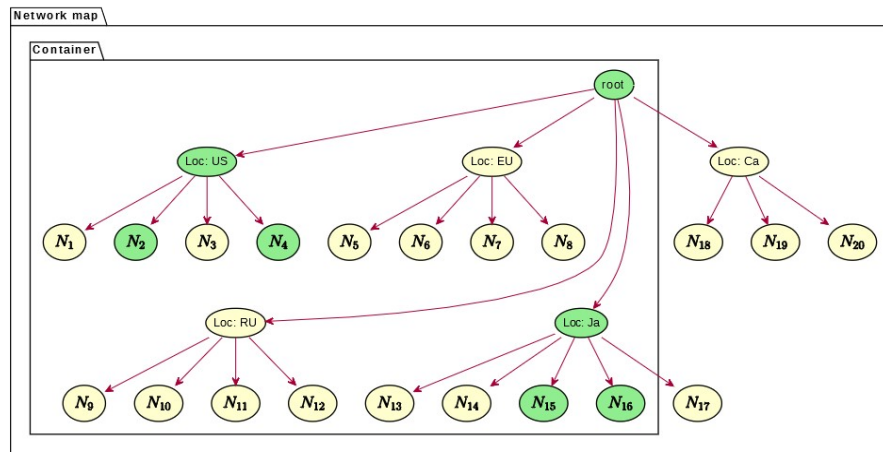 Network map
Container
root
Loc: US
Loc: EU
Loc: Ca
N₁ N₂ N₃ N₄ N₅ N₆ N₇ N₈ N₁₈ N₁₉ N₂₀
Loc: RU
Loc: Ja
N₉ N₁₀ N₁₁ N₁₂ N₁₃ N₁₄ N₁₅ N₁₆ N₁₇